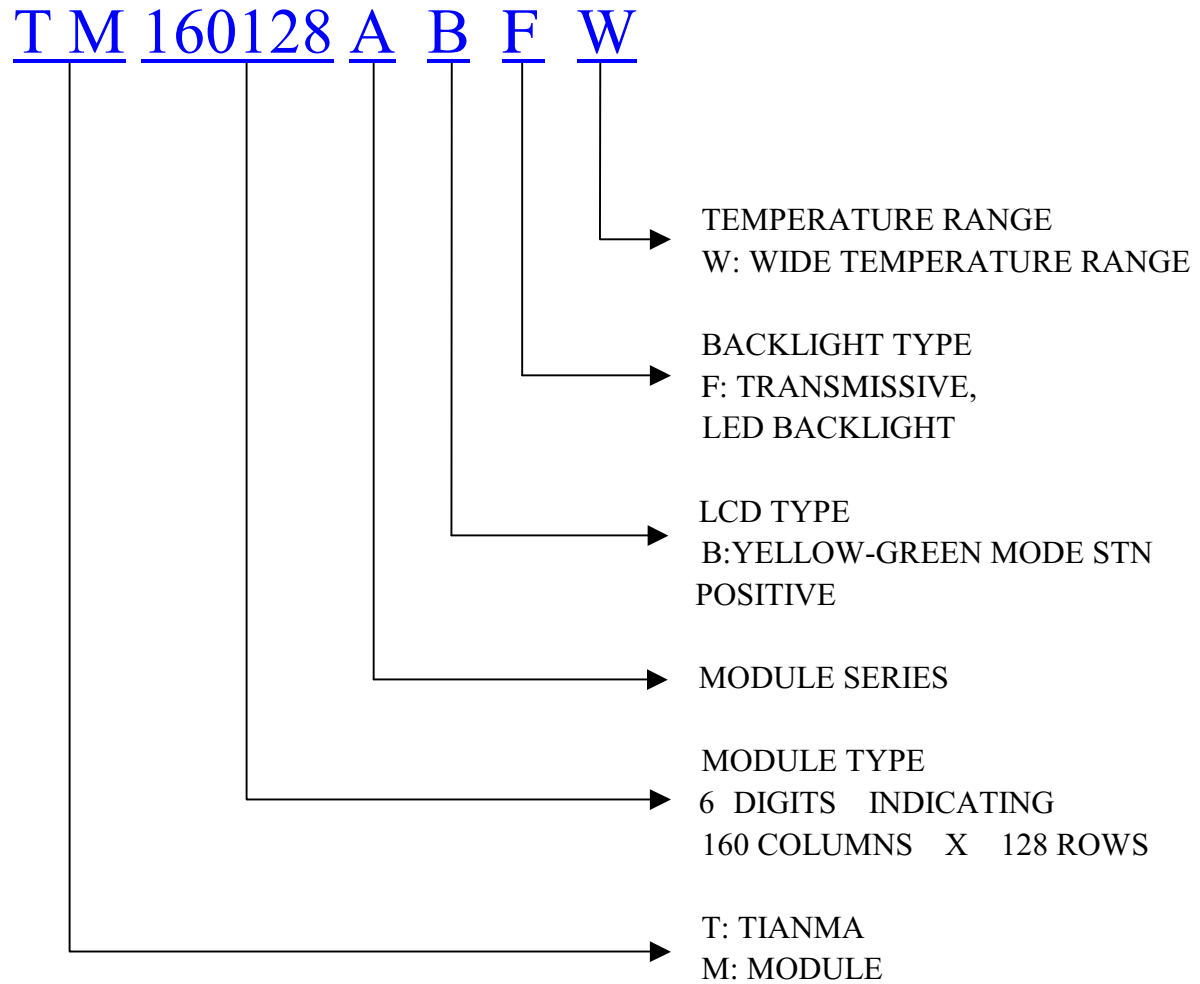 T M 160128 A B F W
TEMPERATURE RANGE
W: WIDE TEMPERATURE RANGE
BACKLIGHT TYPE
F: TRANSMISSIVE,
LED BACKLIGHT
LCD TYPE
B:YELLOW-GREEN MODE STN
POSITIVE
MODULE SERIES
MODULE TYPE
6 DIGITS INDICATING
160 COLUMNS X 128 ROWS
T: TIANMA
M: MODULE